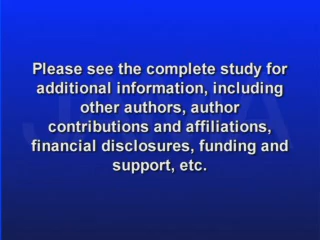 Please see the complete study for
additional information, including
other authors, author
contributions and affiliations,
financial disclosures, funding and
support, etc.